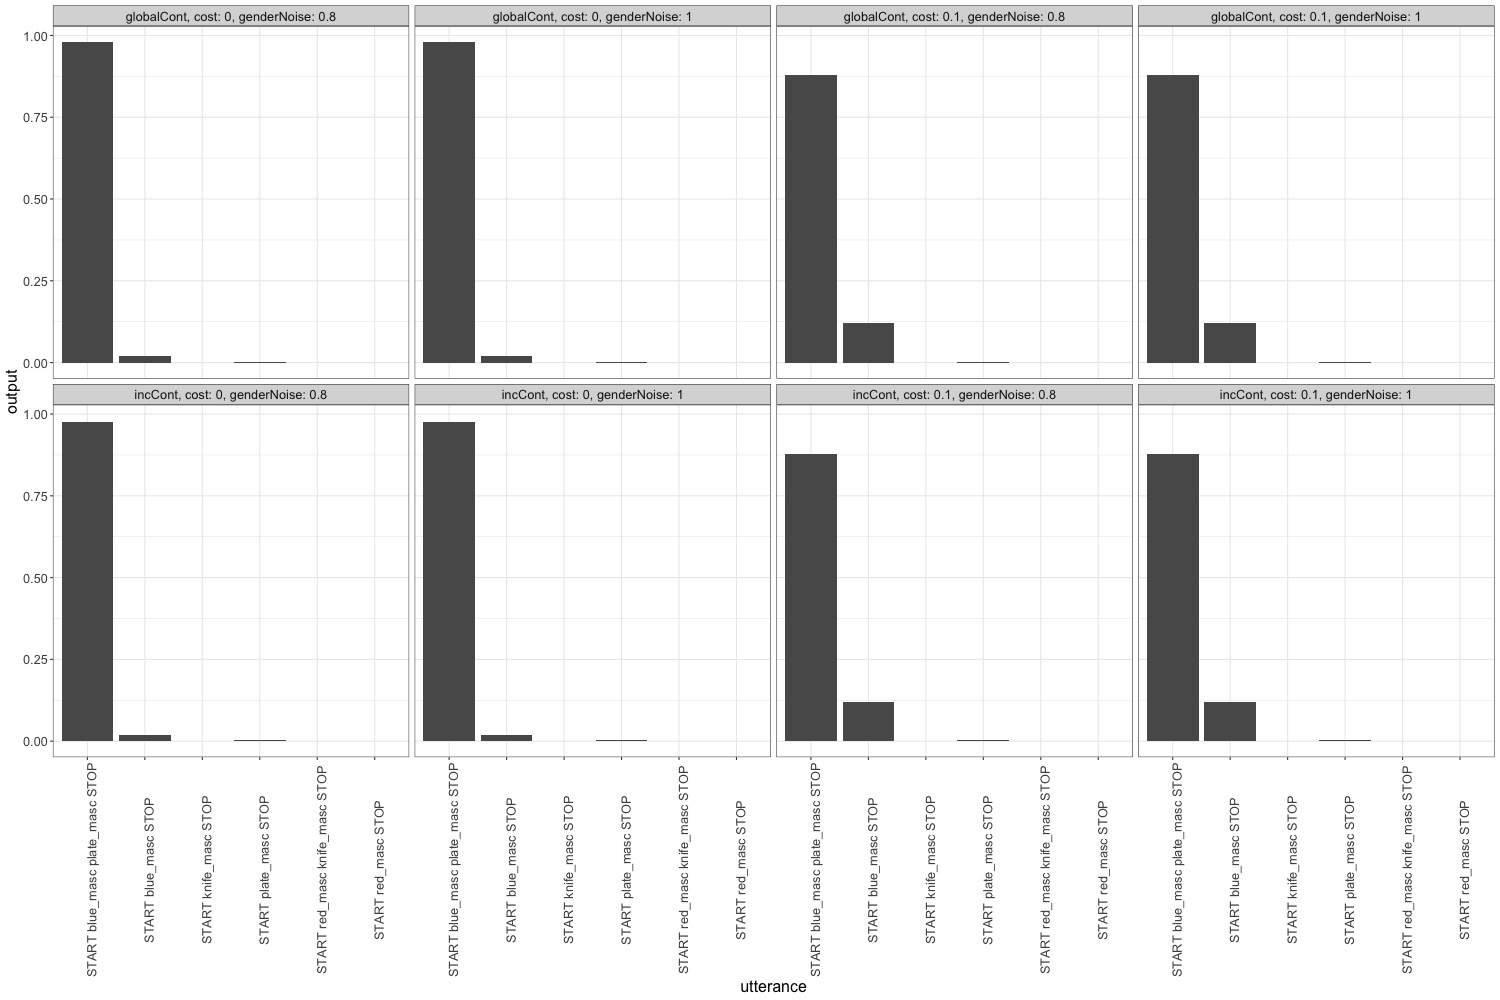 globalCont, cost: 0, genderNoise: 0.8
globalCont, cost: 0, genderNoise: 1
globalCont, cost: 0.1, genderNoise: 0.8
globalCont, cost: 0.1, genderNoise: 1
1.00
0.75
0.50
0.25
0.00
output
incCont, cost: 0, genderNoise: 0.8
incCont, cost: 0, genderNoise: 1
incCont, cost: 0.1, genderNoise: 0.8
incCont, cost: 0.1, genderNoise: 1
1.00
0.75
0.50
0.25
0.00
START blue_masc plate_masc STOP
START blue_masc STOP
START knife_masc STOP
START plate_masc STOP
START red_masc knife_masc STOP
START red_masc STOP
START blue_masc plate_masc STOP
START blue_masc STOP
START knife_masc STOP
START plate_masc STOP
START red_masc knife_masc STOP
START red_masc STOP
START blue_masc plate_masc STOP
START blue_masc STOP
START knife_masc STOP
START plate_masc STOP
START red_masc knife_masc STOP
START red_masc STOP
START blue_masc plate_masc STOP
START blue_masc STOP
START knife_masc STOP
START plate_masc STOP
START red_masc knife_masc STOP
START red_masc STOP
utterance